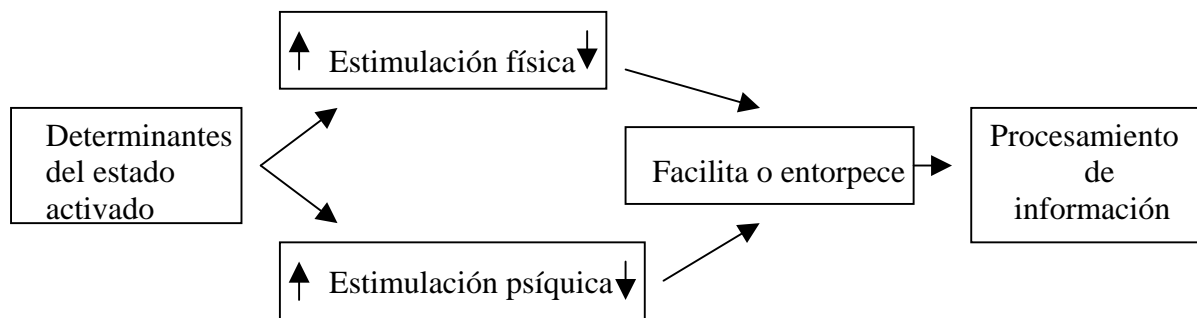 Estimulación física
Determinantes
del estado
activado
Facilita o entorpece
Procesamiento
de
información
Estimulación psíquica